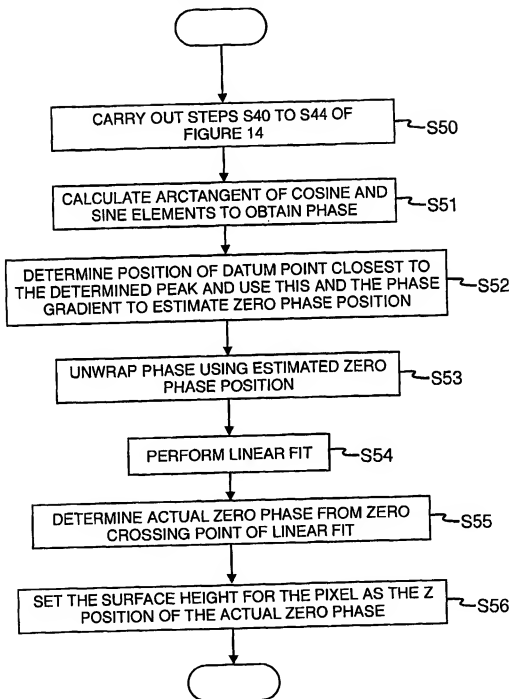 CARRY OUT STEPS S40 TO S44 OF
FIGURE 14
S50
CALCULATE ARCTANGENT OF COSINE AND
SINE ELEMENTS TO OBTAIN PHASE
S51
DETERMINE POSITION OF DATUM POINT CLOSEST TO
THE DETERMINED PEAK AND USE THIS AND THE PHASE
GRADIENT TO ESTIMATE ZERO PHASE POSITION
S52
UNWRAP PHASE USING ESTIMATED ZERO
PHASE POSITION
S53
PERFORM LINEAR FIT
S54
DETERMINE ACTUAL ZERO PHASE FROM ZERO
CROSSING POINT OF LINEAR FIT
S55
SET THE SURFACE HEIGHT FOR THE PIXEL AS THE Z
POSITION OF THE ACTUAL ZERO PHASE
S56